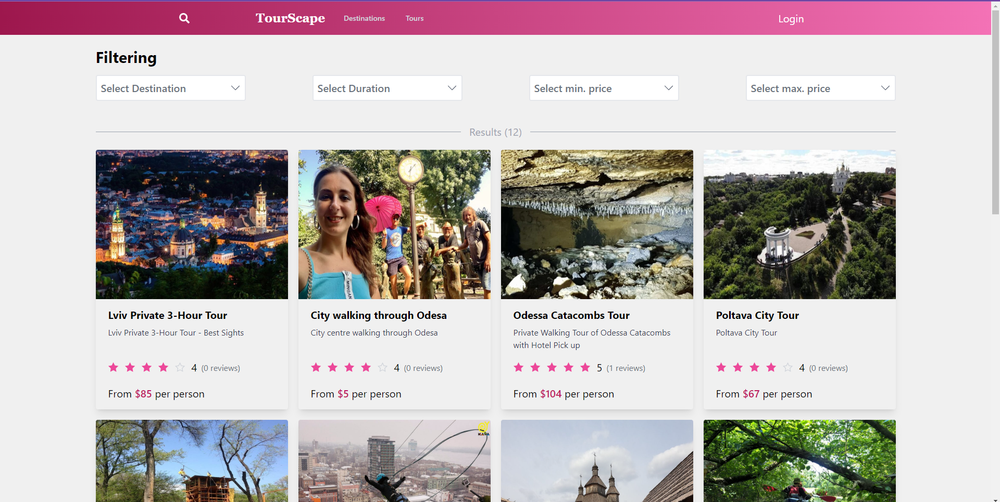 TourScape
Destinations
Tours
Login
Filtering
Select Destination
Select Duration
Select min. price
Select max. price
Results (12)
MINGAN
636
Lviv Private 3-Hour Tour
Lviv Private 3-Hour Tour - Best Sights
4 (0 reviews)
From $85 per person
City walking through Odesa
City centre walking through Odesa
4 (0 reviews)
From $5 per person
Odessa Catacombs Tour
Private Walking Tour of Odessa Catacombs
with Hotel Pick up
5 (1 reviews)
From $104 per person
Poltava City Tour
Poltava City Tour
4 (0 reviews)
From $67 per person